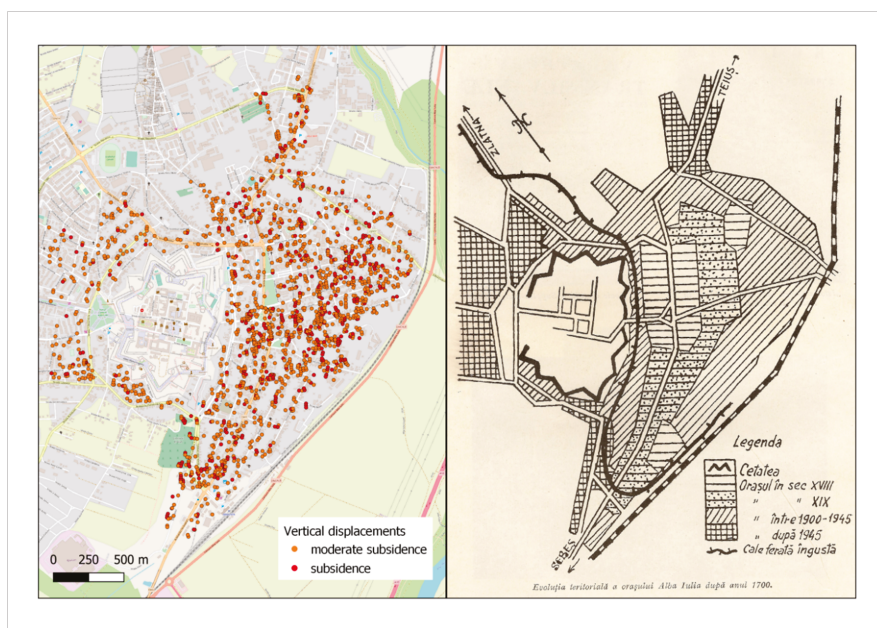 Vertical displacements
moderate subsidence
subsidence
0 250 500 m
TEIUȘ
ZLATNA
N
SEBEȘ
Legenda
Cetatea
Orașul în sec XVIII
" " XIX
" între 1900-1945
" după 1945
Cale ferată îngustă
Evoluția teritorială a orașului Alba Iulia după anul 1700.